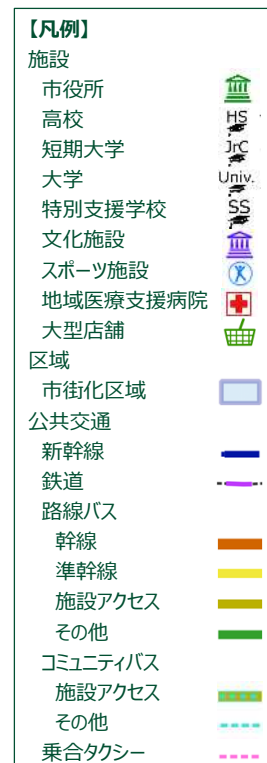 【凡例】
施設
市役所
高校 HS
短期大学 JrC
大学 Univ.
特別支援学校 SS
文化施設
スポーツ施設
地域医療支援病院
大型店舗
区域
市街化区域
公共交通
新幹線
鉄道
路線バス
幹線
準幹線
施設アクセス
その他
コミュニティバス
施設アクセス
その他
乗合タクシー